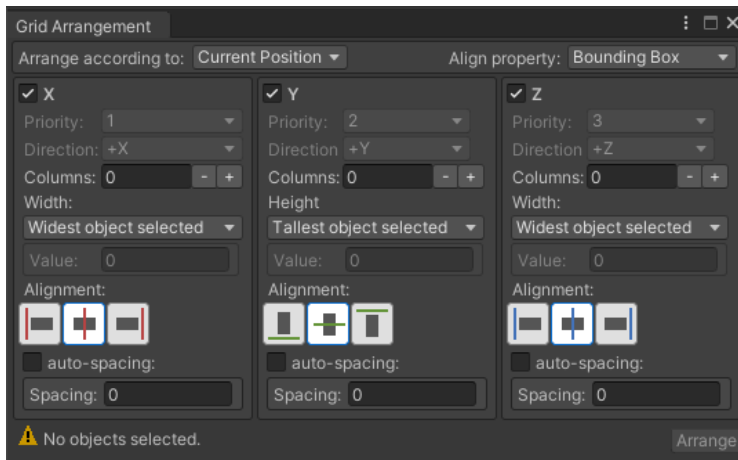 Grid Arrangement
Arrange according to: Current Position Align property: Bounding Box
X
Priority: 1
Direction: +X
Columns: 0 - +
Width:
Widest object selected
Value: 0
Alignment:
auto-spacing:
Spacing: 0
Y
Priority: 2
Direction +Y
Columns: 0 - +
Height
Tallest object selected
Value: 0
Alignment:
auto-spacing:
Spacing: 0
Z
Priority: 3
Direction +Z
Columns: 0 - +
Width:
Widest object selected
Value: 0
Alignment:
auto-spacing:
Spacing: 0
No objects selected.
Arrange